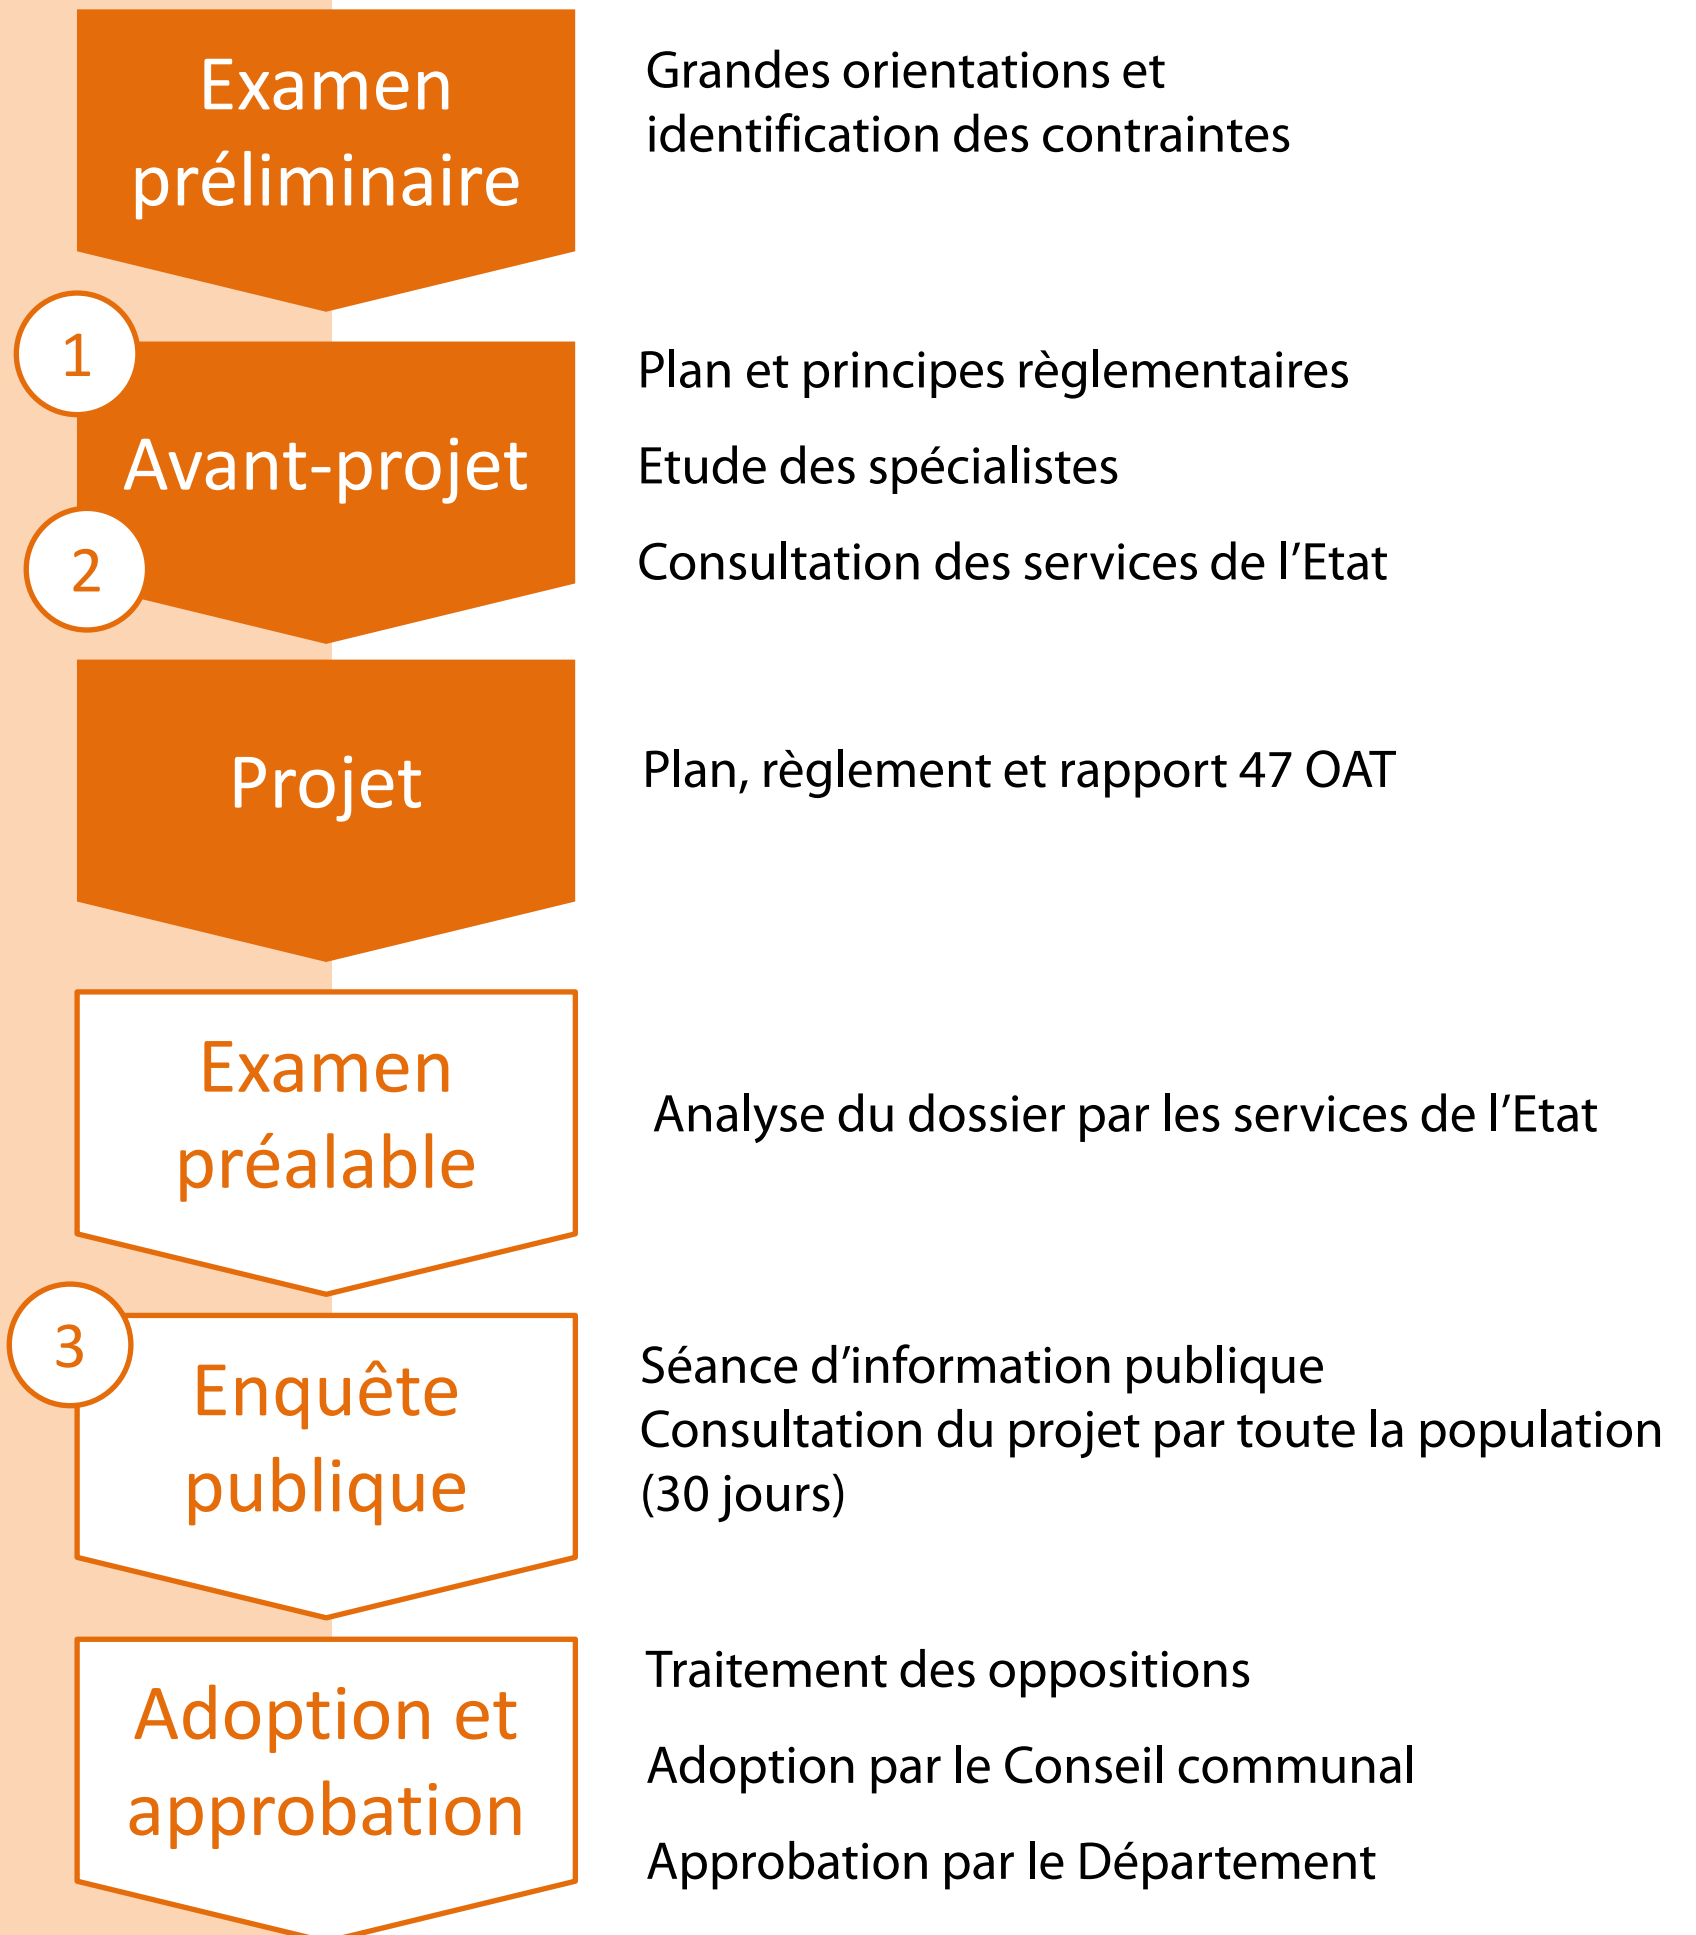 Examen
préliminaire
Grandes orientations et
identification des contraintes
1
Avant-projet
2
Plan et principes règlementaires
Etude des spécialistes
Consultation des services de l’Etat
Projet
Plan, règlement et rapport 47 OAT
Examen
préalable
Analyse du dossier par les services de l’Etat
3
Enquête
publique
Séance d’information publique
Consultation du projet par toute la population
(30 jours)
Adoption et
approbation
Traitement des oppositions
Adoption par le Conseil communal
Approbation par le Département